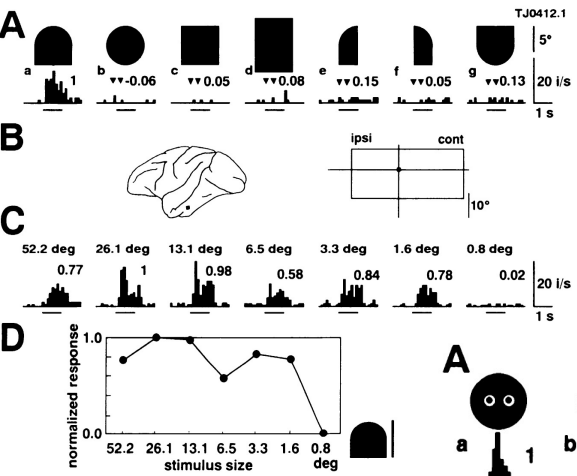 TJ0412.1
A
5°
a b c d e f g
1 ▼▼-0.06 ▼▼0.05 ▼▼0.08 ▼▼0.15 ▼▼0.05 ▼▼0.13
20 i/s
1 s
B
ipsi cont
10°
C
52.2 deg 26.1 deg 13.1 deg 6.5 deg 3.3 deg 1.6 deg 0.8 deg
0.77 1 0.98 0.58 0.84 0.78 0.02
20 i/s
1 s
D
normalized response
1.0
0.0
52.2 26.1 13.1 6.5 3.3 1.6 0.8
stimulus size deg
A
a 1 b